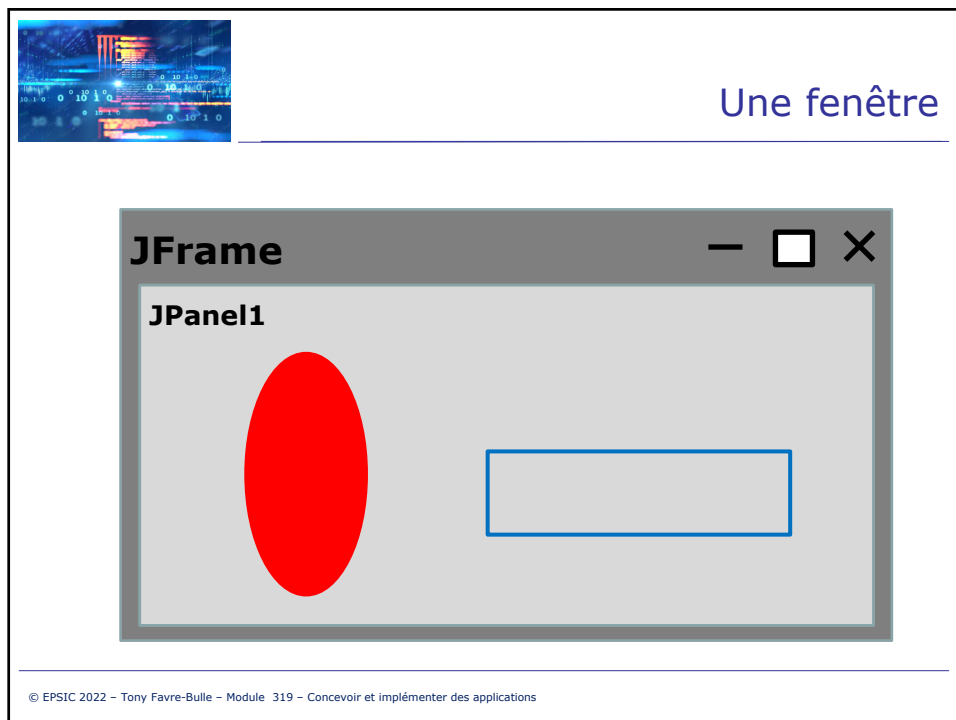 Une fenêtre
JFrame
JPanel1
© EPSIC 2022 – Tony Favre-Bulle – Module 319 – Concevoir et implémenter des applications